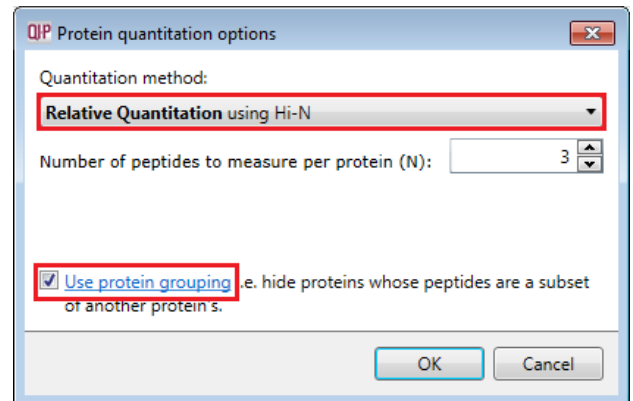 QIP Protein quantitation options
Quantitation method:
Relative Quantitation using Hi-N
Number of peptides to measure per protein (N): 3
Use protein grouping .e. hide proteins whose peptides are a subset
of another protein's.
OK Cancel